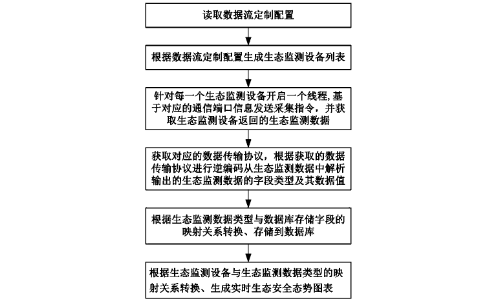 读取数据流定制配置
根据数据流定制配置生成生态监测设备列表
针对每一个生态监测设备开启一个线程,基
于对应的通信端口信息发送采集指令，并获
取生态监测设备返回的生态监测数据
获取对应的数据传输协议，根据获取的数据
传输协议进行逆编码从生态监测数据中解析
输出的生态监测数据的字段类型及其数据值
根据生态监测数据类型与数据库存储字段的
映射关系转换、存储到数据库
根据生态监测设备与生态监测数据类型的映
射关系转换、生成实时生态安全态势图表